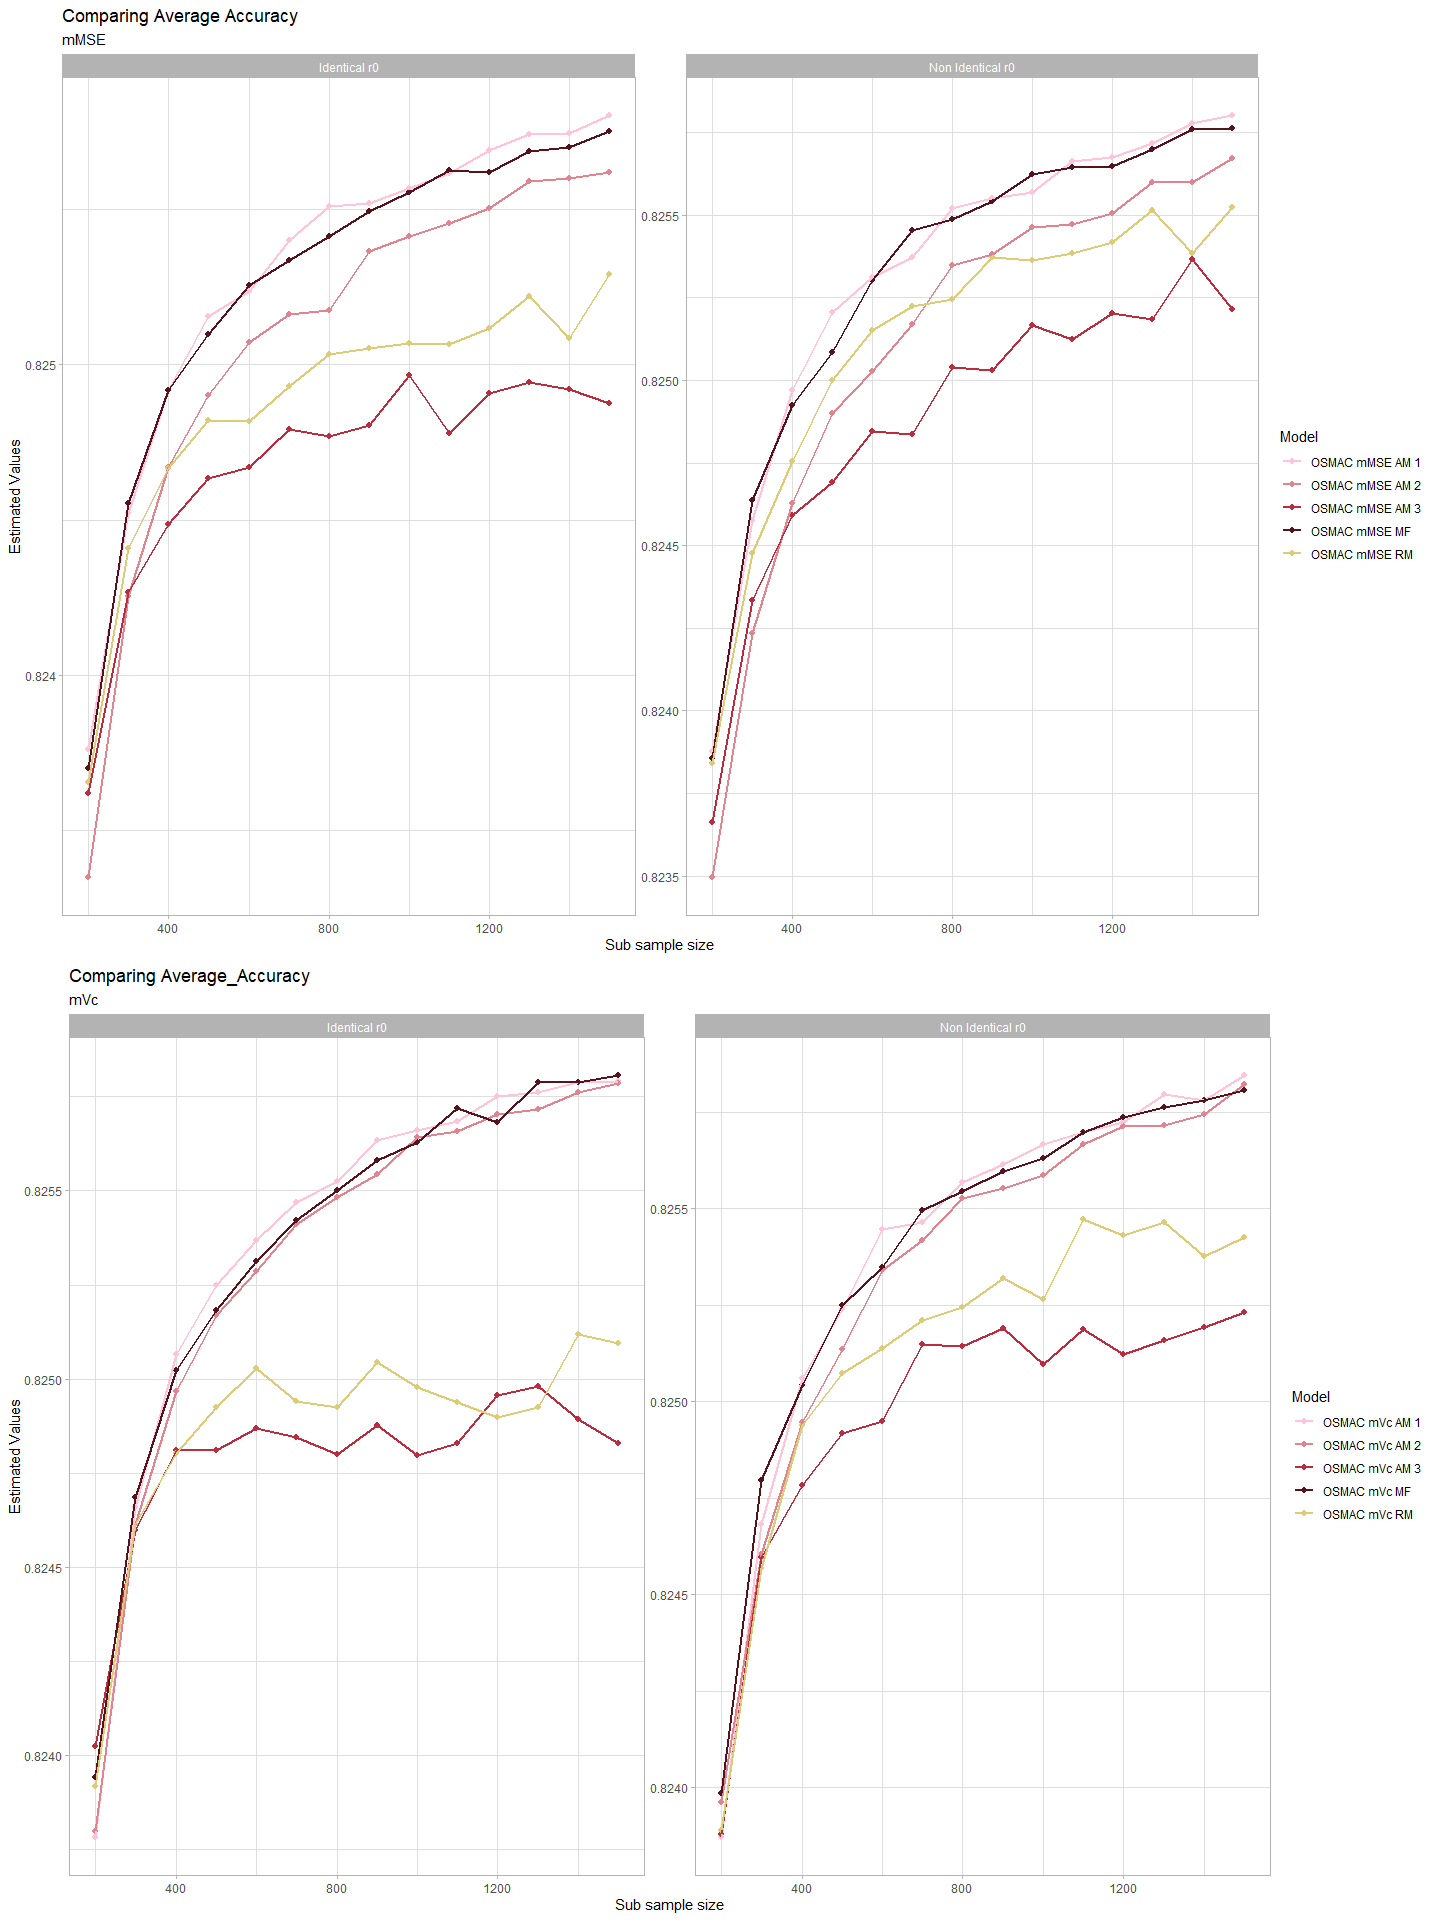 Comparing Average Accuracy
mMSE
Identical r0
Non Identical r0
Estimated Values
0.825
0.824
0.8255
0.8250
0.8245
0.8240
0.8235
400
800
1200
400
800
1200
Sub sample size
Model
OSMAC mMSE AM 1
OSMAC mMSE AM 2
OSMAC mMSE AM 3
OSMAC mMSE MF
OSMAC mMSE RM
Comparing Average_Accuracy
mVc
Identical r0
Non Identical r0
Estimated Values
0.8255
0.8250
0.8245
0.8240
0.8255
0.8250
0.8245
0.8240
400
800
1200
400
800
1200
Sub sample size
Model
OSMAC mVc AM 1
OSMAC mVc AM 2
OSMAC mVc AM 3
OSMAC mVc MF
OSMAC mVc RM